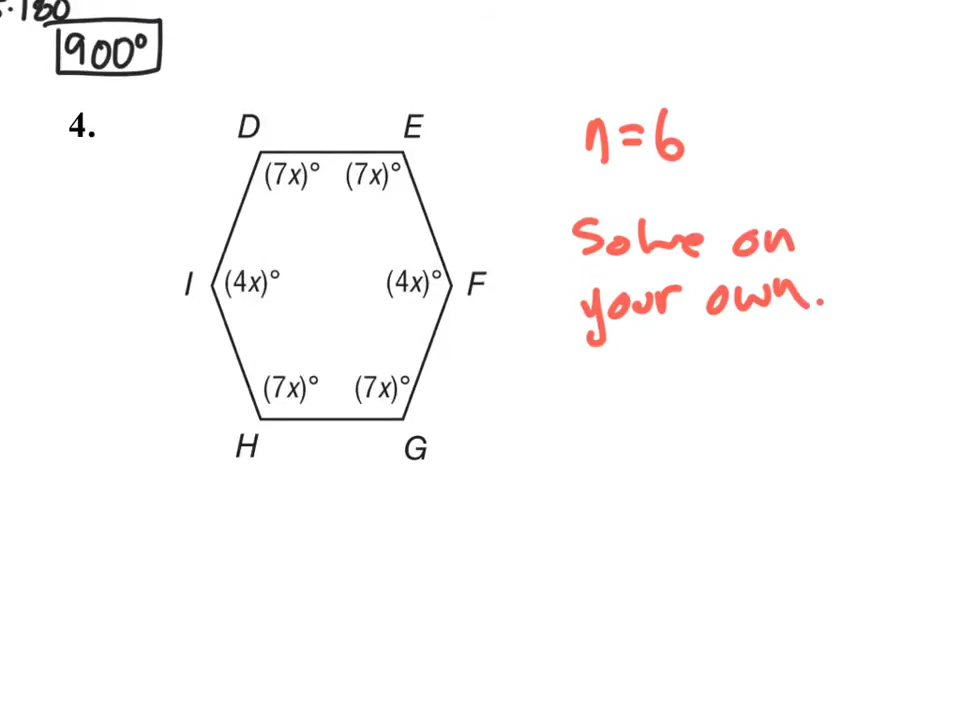 .180
900°
4.
D E
(7x)° (7x)°
n=6
Solve on
I (4x)° (4x)° F
your own.
(7x)° (7x)°
H G